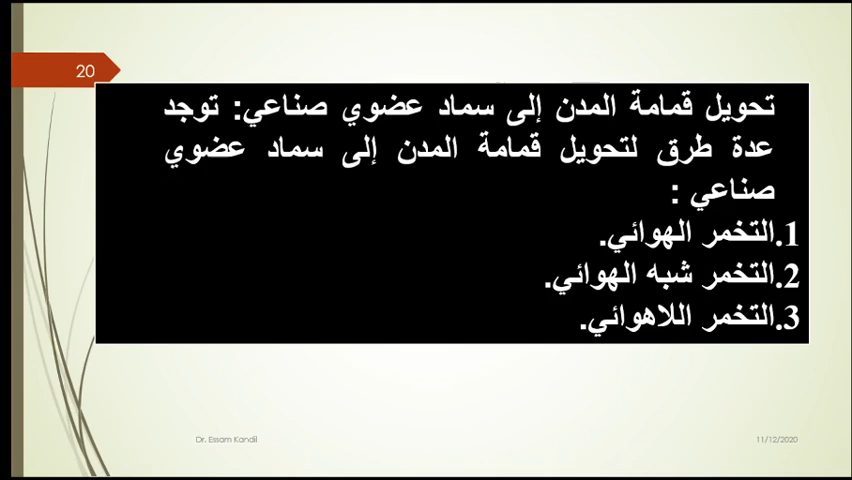 20
تحويل قمامة المدن إلى سماد عضوي صناعي: توجد
عدة طرق لتحويل قمامة المدن إلى سماد عضوي
صناعي :
1.التخمر الهوائي.
2.التخمر شبه الهوائي.
3.التخمر اللاهوائي.
Dr. Essam Kandil
11/12/2020